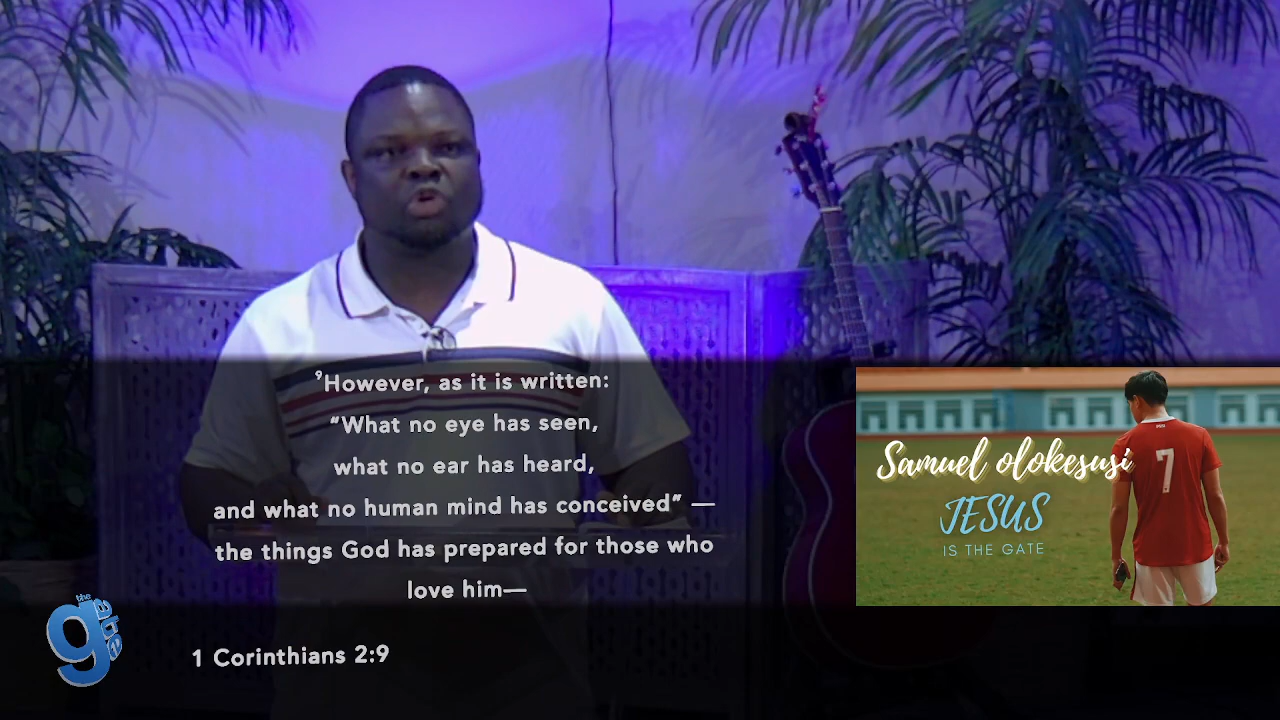 ⁹However, as it is written:
“What no eye has seen,
what no ear has heard,
and what no human mind has conceived” —
the things God has prepared for those who
love him—
1 Corinthians 2:9
the gate
Samuel olokesusi
JESUS
IS THE GATE
7